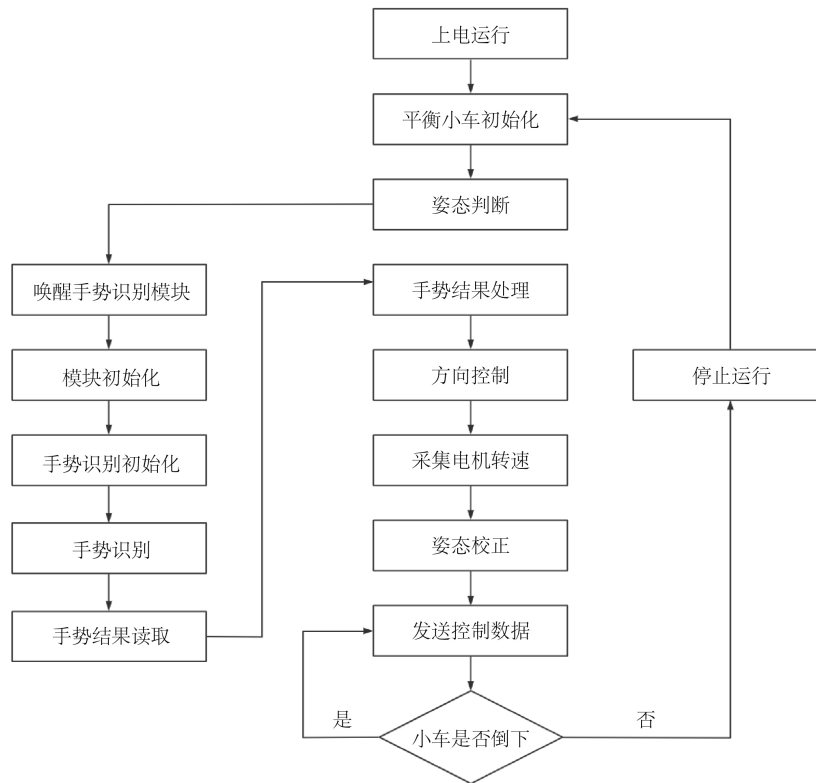 上电运行
平衡小车初始化
姿态判断
唤醒手势识别模块
模块初始化
手势识别初始化
手势识别
手势结果读取
手势结果处理
方向控制
采集电机转速
姿态校正
发送控制数据
小车是否倒下
是
否
停止运行